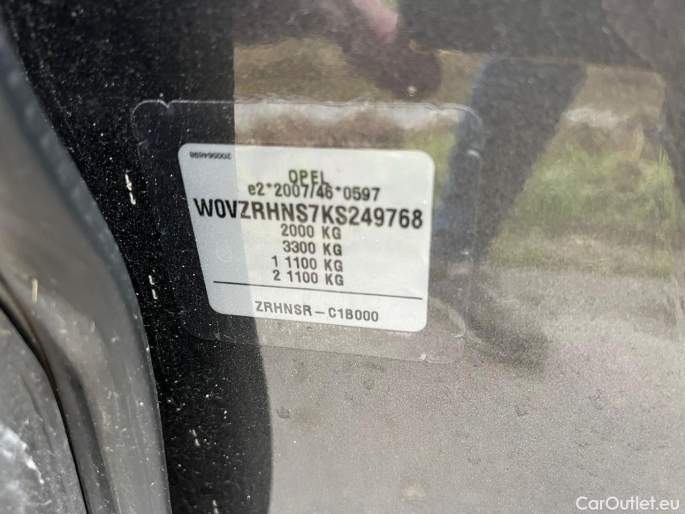 2000564698
OPEL
e2*2007/46*0597
W0VZRHNS7KS249768
2000 KG
3300 KG
1 1100 KG
2 1100 KG
ZRHNSR – C1B000
CarOutlet.eu